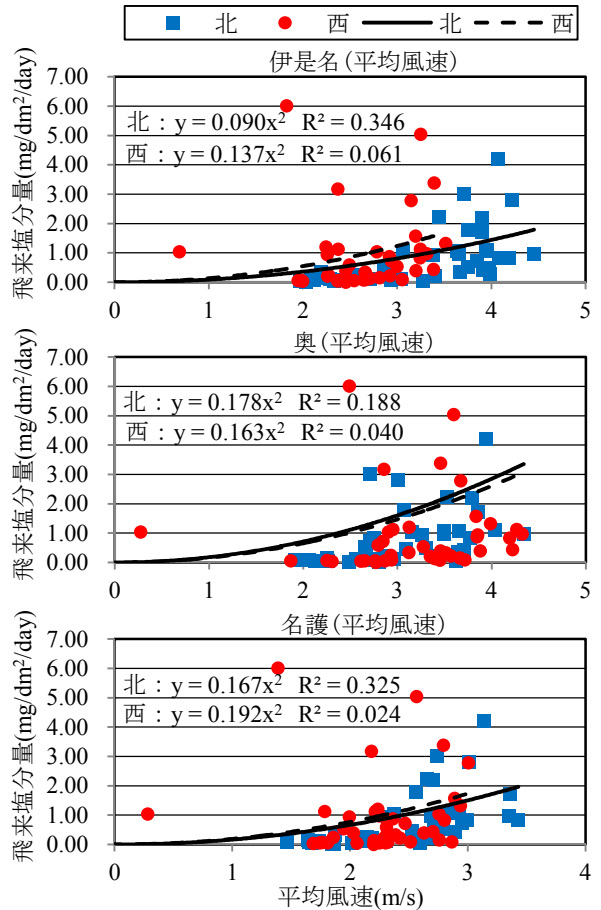 北 西 北 西
伊是名(平均風速)
飛来塩分量(mg/dm²/day)
7.00
6.00
5.00
4.00
3.00
2.00
1.00
0.00
北：y = 0.090x² R² = 0.346
西：y = 0.137x² R² = 0.061
0 1 2 3 4 5
奥(平均風速)
飛来塩分量(mg/dm²/day)
7.00
6.00
5.00
4.00
3.00
2.00
1.00
0.00
北：y = 0.178x² R² = 0.188
西：y = 0.163x² R² = 0.040
0 1 2 3 4 5
名護(平均風速)
飛来塩分量(mg/dm²/day)
7.00
6.00
5.00
4.00
3.00
2.00
1.00
0.00
北：y = 0.167x² R² = 0.325
西：y = 0.192x² R² = 0.024
0 1 2 3 4
平均風速(m/s)